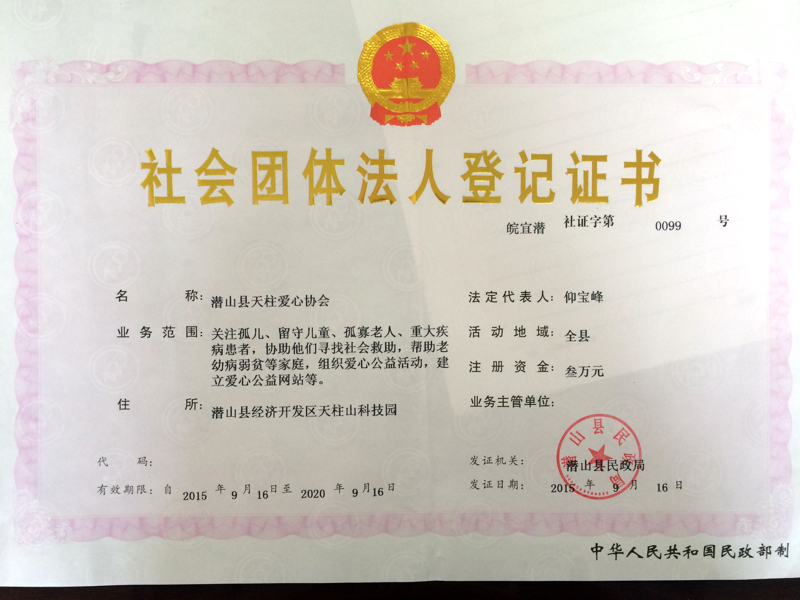 社会团体法人登记证书
皖宜潜 社证字第 0099 号
名称：潜山县天柱爱心协会
业务范围：关注孤儿、留守儿童、孤寡老人、重大疾
病患者，协助他们寻找社会救助，帮助老
幼病弱贫等家庭，组织爱心公益活动，建
立爱心公益网站等。
住所：潜山县经济开发区天柱山科技园
代码：
有效期限：自 2015 年 9 月 16 日至 2020 年 9 月 16 日
法定代表人：仰宝峰
活动地域：全县
注册资金：叁万元
业务主管单位：
发证机关：潜山县民政局
发证日期：2015 年 9 月 16 日
潜山县民政局
中华人民共和国民政部制